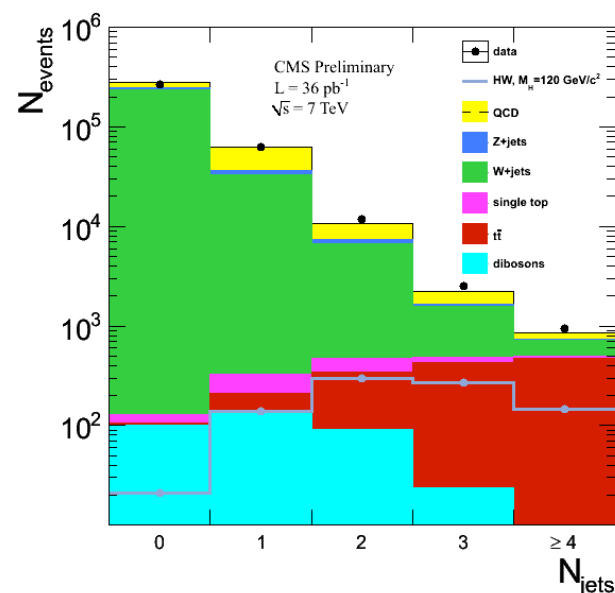 10⁶
10⁵
10⁴
10³
10²
N_events
CMS Preliminary
L = 36 pb⁻¹
√s = 7 TeV
data
HW, M_H=120 GeV/c²
QCD
Z+jets
W+jets
single top
tt̄
dibosons
0 1 2 3 ≥ 4
N_jets